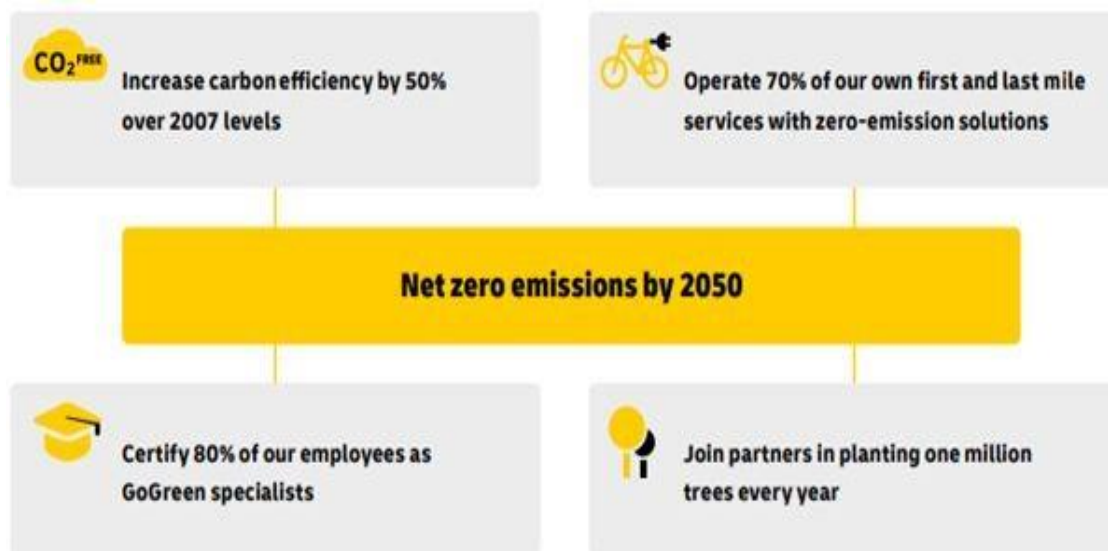 CO₂ FREE
Increase carbon efficiency by 50%
over 2007 levels
Operate 70% of our own first and last mile
services with zero-emission solutions
Net zero emissions by 2050
Certify 80% of our employees as
GoGreen specialists
Join partners in planting one million
trees every year